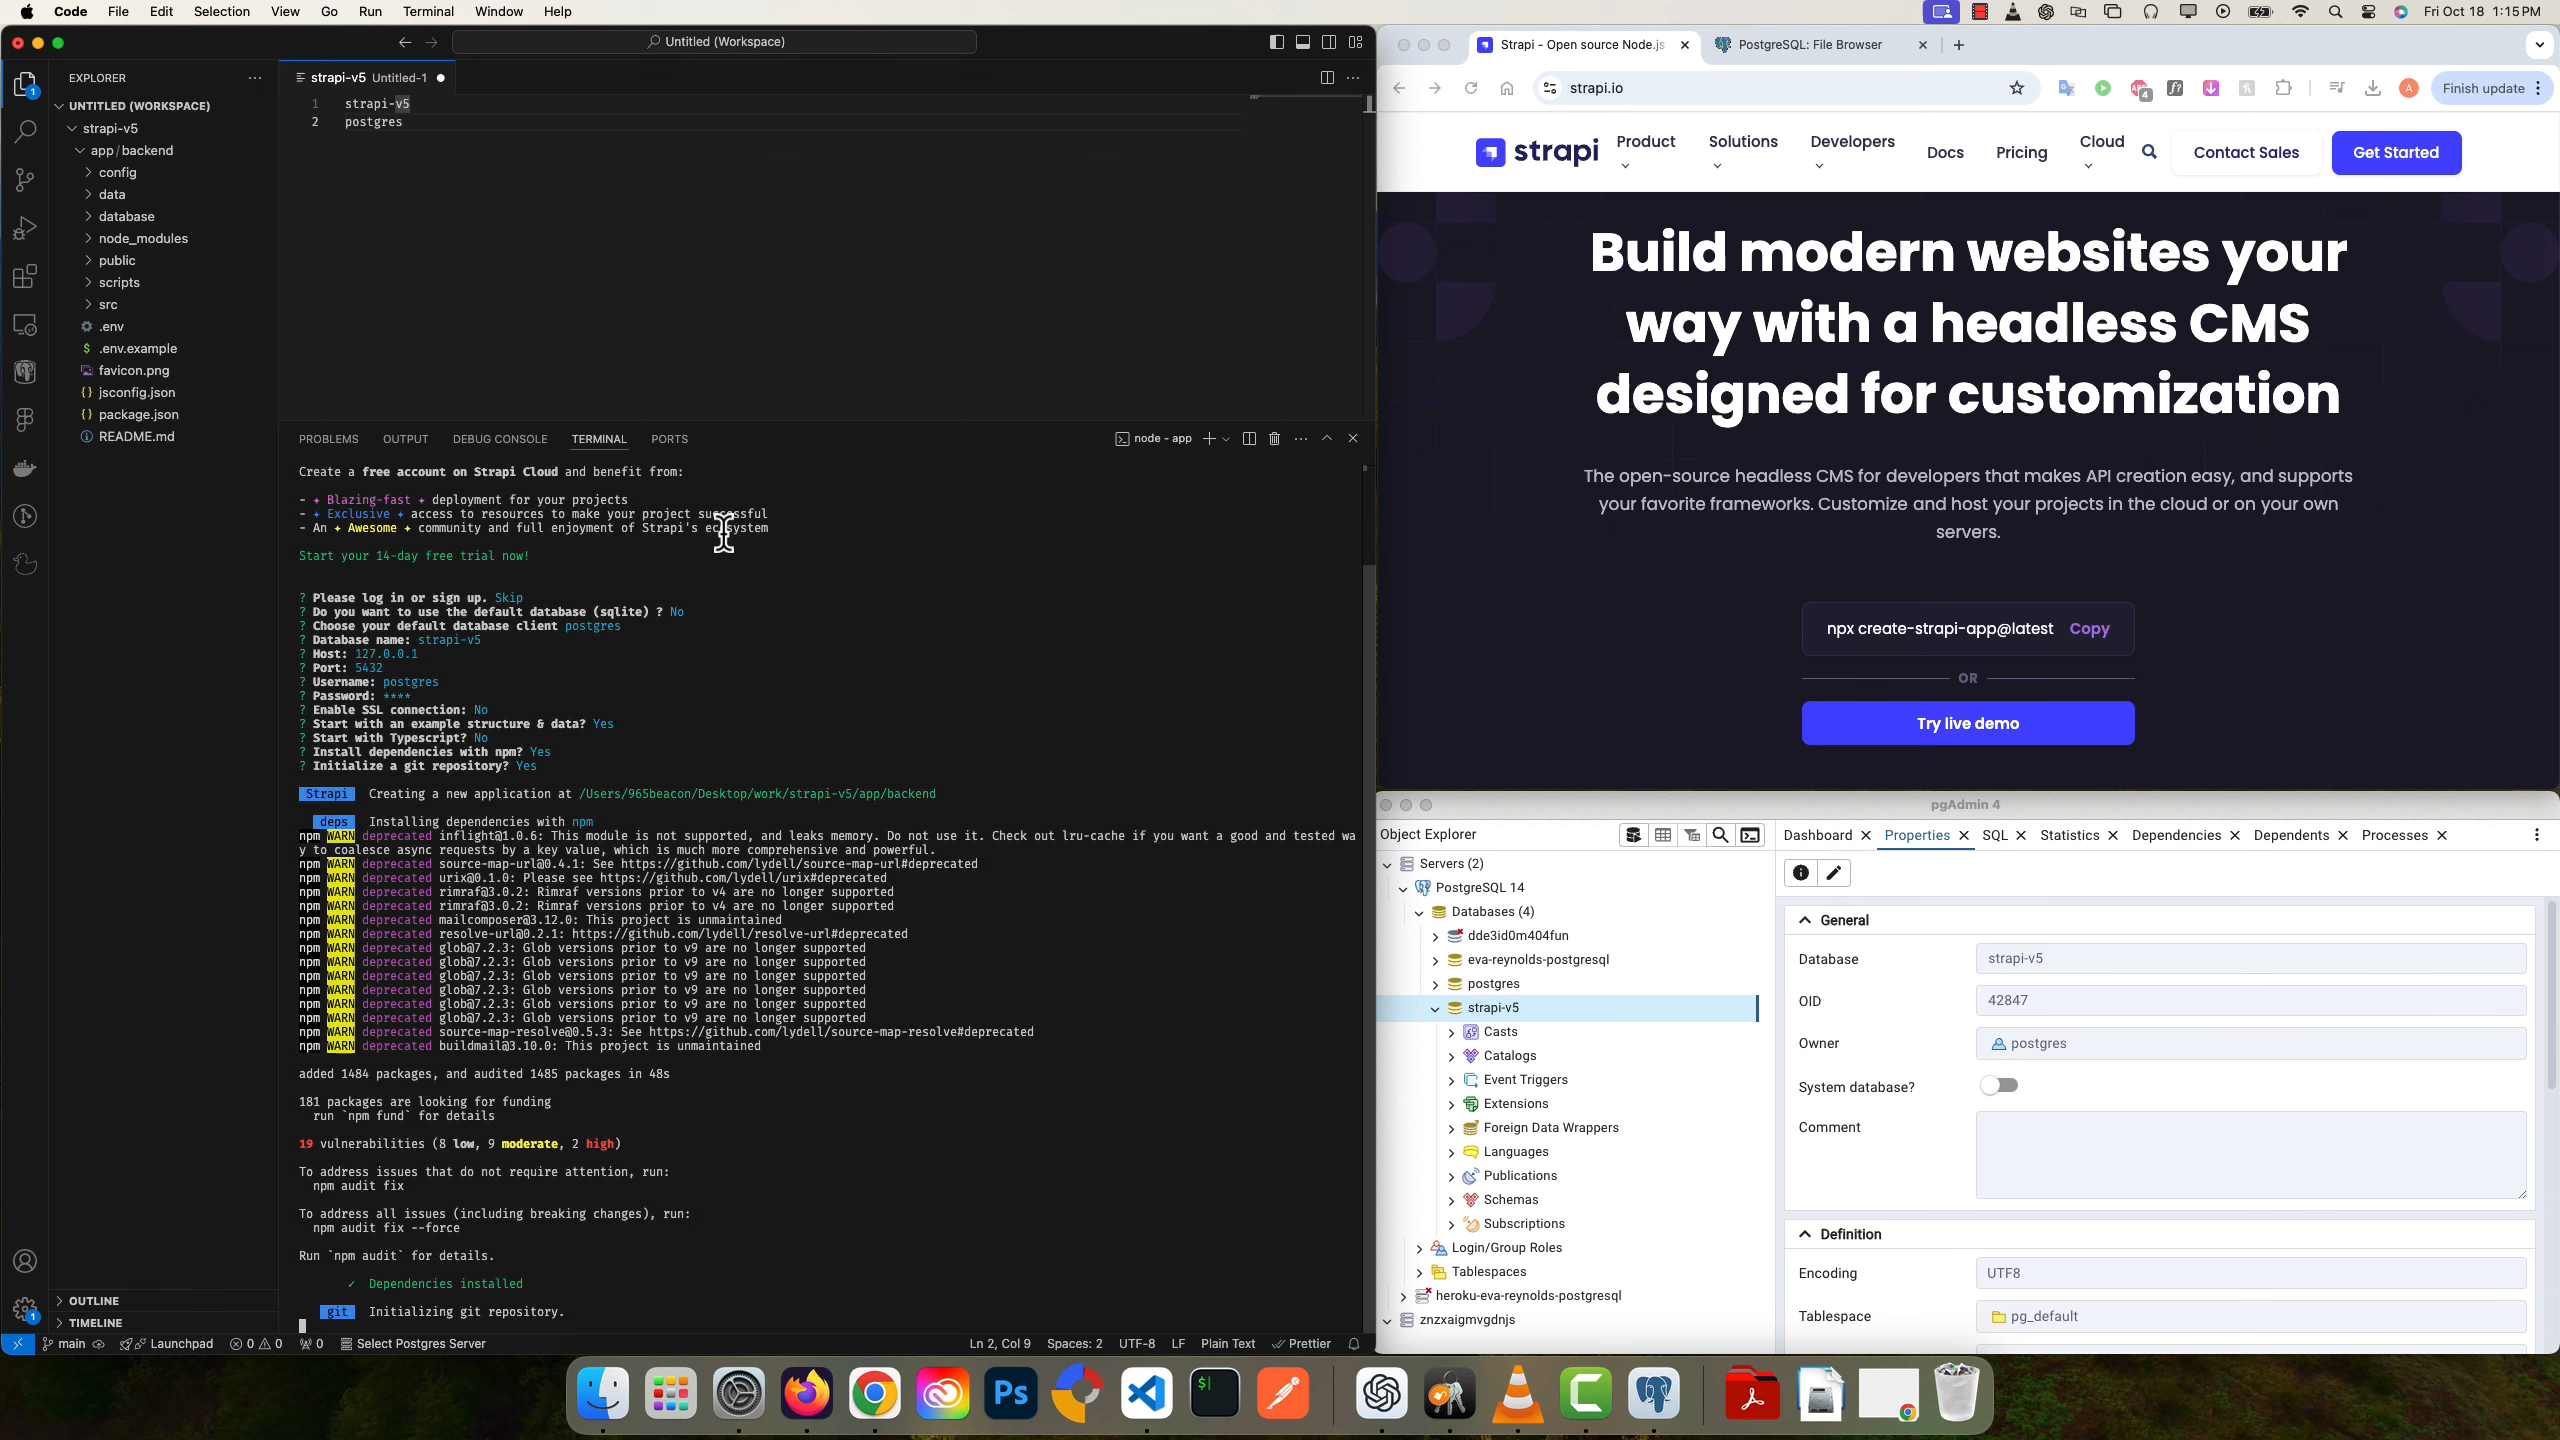 Code File Edit Selection View Go Run Terminal Window Help
Fri Oct 18 1:15 PM
Untitled (Workspace)
EXPLORER
UNTITLED (WORKSPACE)
strapi-v5
app/backend
config
data
database
node_modules
public
scripts
src
.env
.env.example
favicon.png
jsconfig.json
package.json
README.md
OUTLINE
TIMELINE
strapi-v5 Untitled-1
1 strapi-v5
2 postgres
PROBLEMS OUTPUT DEBUG CONSOLE TERMINAL PORTS
node - app
Create a free account on Strapi Cloud and benefit from:
- ✦ Blazing-fast ✦ deployment for your projects
- ✦ Exclusive ✦ access to resources to make your project successful
- An ✦ Awesome ✦ community and full enjoyment of Strapi's ecosystem
Start your 14-day free trial now!
? Please log in or sign up. Skip
? Do you want to use the default database (sqlite) ? No
? Choose your default database client postgres
? Database name: strapi-v5
? Host: 127.0.0.1
? Port: 5432
? Username: postgres
? Password: ****
? Enable SSL connection: No
? Start with an example structure & data? Yes
? Start with Typescript? No
? Install dependencies with npm? Yes
? Initialize a git repository? Yes
Strapi Creating a new application at /Users/965beacon/Desktop/work/strapi-v5/app/backend
deps Installing dependencies with npm
npm WARN deprecated inflight@1.0.6: This module is not supported, and leaks memory. Do not use it. Check out lru-cache if you want a good and tested wa
y to coalesce async requests by a key value, which is much more comprehensive and powerful.
npm WARN deprecated source-map-url@0.4.1: See https://github.com/lydell/source-map-url#deprecated
npm WARN deprecated urix@0.1.0: Please see https://github.com/lydell/urix#deprecated
npm WARN deprecated rimraf@3.0.2: Rimraf versions prior to v4 are no longer supported
npm WARN deprecated rimraf@3.0.2: Rimraf versions prior to v4 are no longer supported
npm WARN deprecated mailcomposer@3.12.0: This project is unmaintained
npm WARN deprecated resolve-url@0.2.1: https://github.com/lydell/resolve-url#deprecated
npm WARN deprecated glob@7.2.3: Glob versions prior to v9 are no longer supported
npm WARN deprecated glob@7.2.3: Glob versions prior to v9 are no longer supported
npm WARN deprecated glob@7.2.3: Glob versions prior to v9 are no longer supported
npm WARN deprecated glob@7.2.3: Glob versions prior to v9 are no longer supported
npm WARN deprecated glob@7.2.3: Glob versions prior to v9 are no longer supported
npm WARN deprecated glob@7.2.3: Glob versions prior to v9 are no longer supported
npm WARN deprecated source-map-resolve@0.5.3: See https://github.com/lydell/source-map-resolve#deprecated
npm WARN deprecated buildmail@3.10.0: This project is unmaintained
added 1484 packages, and audited 1485 packages in 48s
181 packages are looking for funding
run `npm fund` for details
19 vulnerabilities (8 low, 9 moderate, 2 high)
To address issues that do not require attention, run:
npm audit fix
To address all issues (including breaking changes), run:
npm audit fix --force
Run `npm audit` for details.
✓ Dependencies installed
git Initializing git repository.
main Launchpad 0 0 0 Select Postgres Server Ln 2, Col 9 Spaces: 2 UTF-8 LF Plain Text Prettier
Strapi - Open source Node.js
PostgreSQL: File Browser
strapi.io
4
A
Finish update
strapi
Product Solutions Developers Docs Pricing Cloud Contact Sales Get Started
Build modern websites your
way with a headless CMS
designed for customization
The open-source headless CMS for developers that makes API creation easy, and supports
your favorite frameworks. Customize and host your projects in the cloud or on your own
servers.
npx create-strapi-app@latest Copy
OR
Try live demo
pgAdmin 4
Object Explorer
Servers (2)
PostgreSQL 14
Databases (4)
dde3id0m404fun
eva-reynolds-postgresql
postgres
strapi-v5
Casts
Catalogs
Event Triggers
Extensions
Foreign Data Wrappers
Languages
Publications
Schemas
Subscriptions
Login/Group Roles
Tablespaces
heroku-eva-reynolds-postgresql
znzxaigmvgdnjs
Dashboard Properties SQL Statistics Dependencies Dependents Processes
General
Database strapi-v5
OID 42847
Owner postgres
System database?
Comment
Definition
Encoding UTF8
Tablespace pg_default
Ps
$